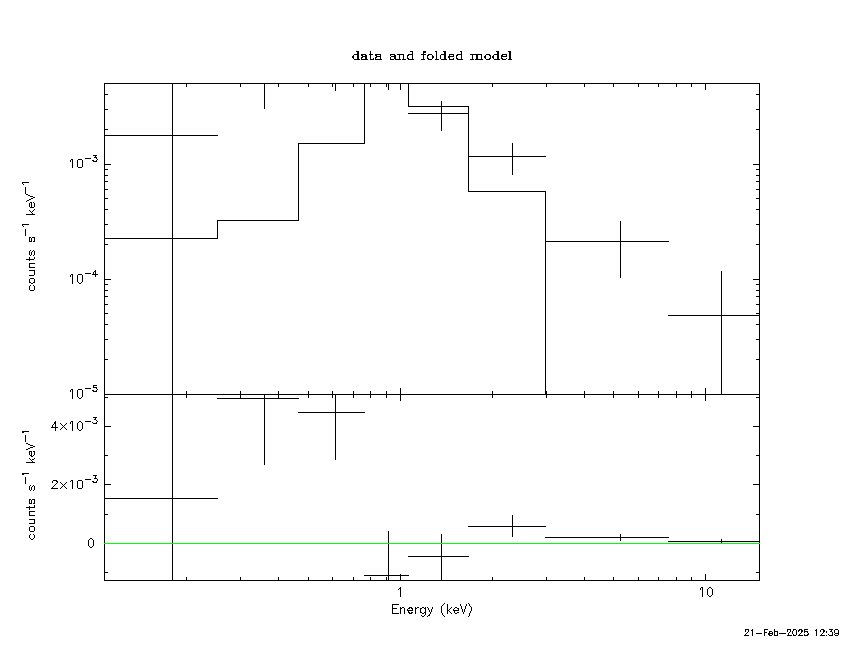 data and folded model
counts s⁻¹ keV⁻¹
10⁻³
10⁻⁴
10⁻⁵
counts s⁻¹ keV⁻¹
4×10⁻³
2×10⁻³
0
1 10
Energy (keV)
21-Feb-2025 12:39